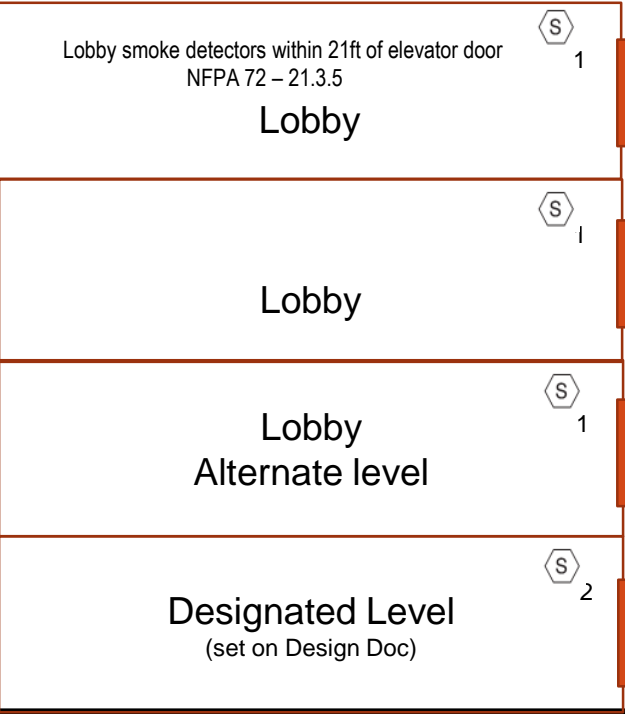 S
Lobby smoke detectors within 21ft of elevator door
1
NFPA 72 – 21.3.5
Lobby
S
1
Lobby
S
Lobby
1
Alternate level
S
2
Designated Level
(set on Design Doc)